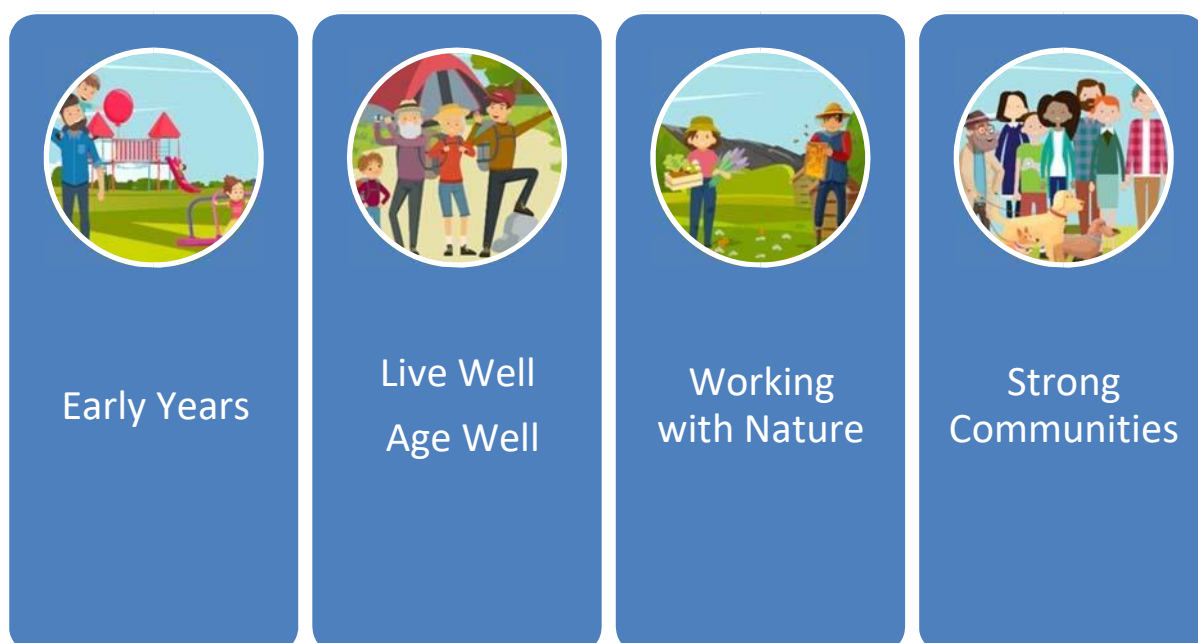 Early Years
Live Well
Age Well
Working
with Nature
Strong
Communities